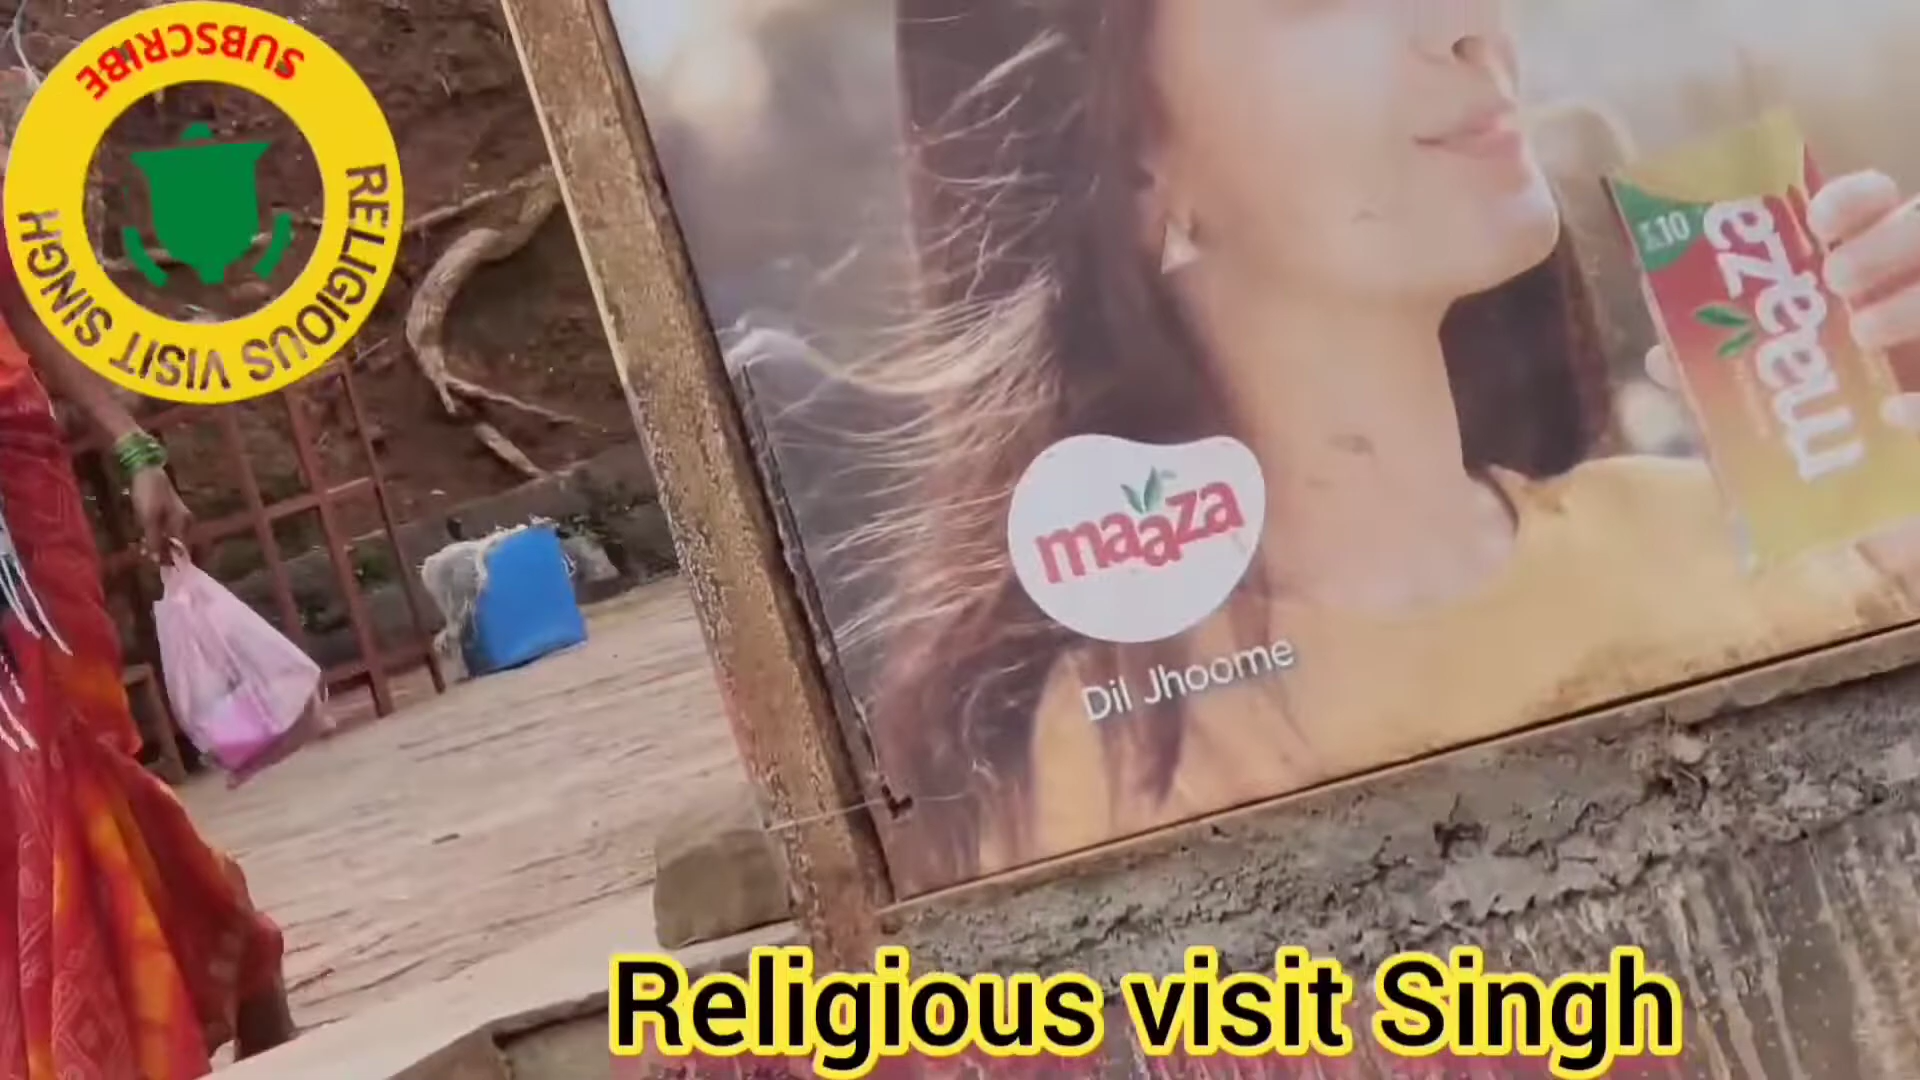 SUBSCRIBE
RELIGIOUS VISIT SINGH
₹10
maaza
maaza
Dil Jhoome
Religious visit Singh